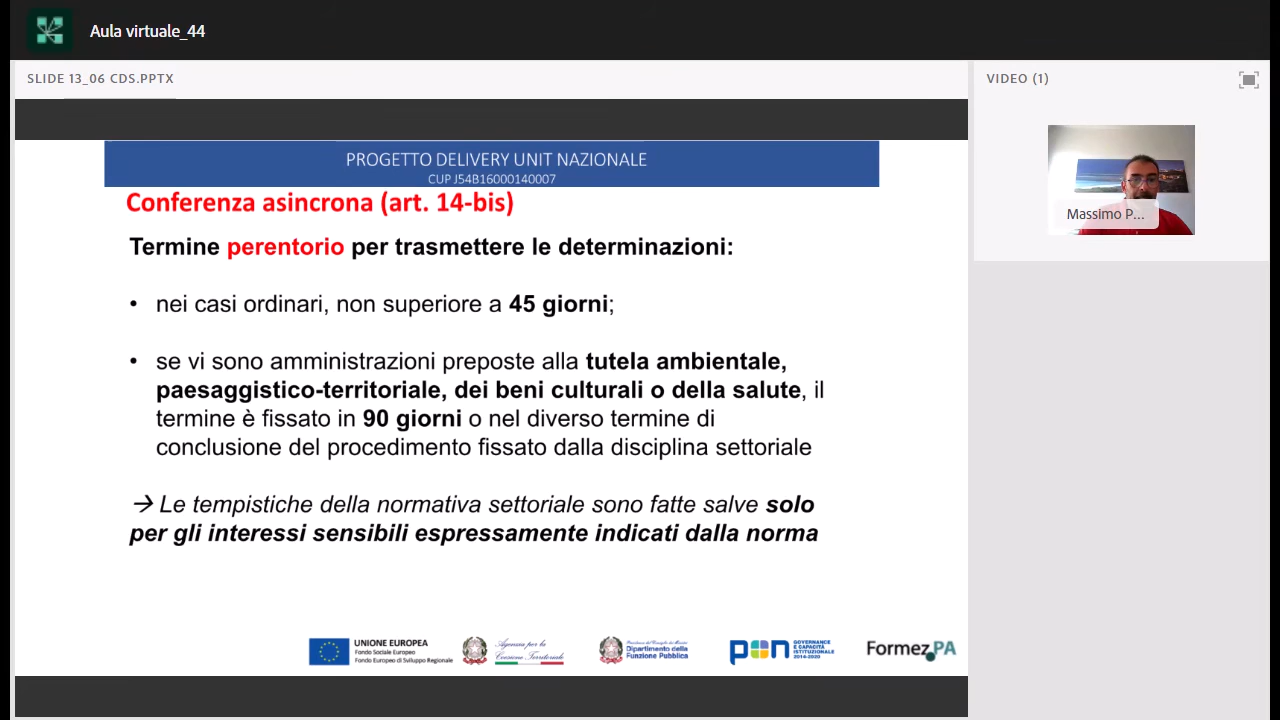 Aula virtuale_44
SLIDE 13_06 CDS.PPTX
VIDEO (1)
Massimo P...
PROGETTO DELIVERY UNIT NAZIONALE
CUP J54B16000140007
Conferenza asincrona (art. 14-bis)
Termine perentorio per trasmettere le determinazioni:
• nei casi ordinari, non superiore a 45 giorni;
• se vi sono amministrazioni preposte alla tutela ambientale,
paesaggistico-territoriale, dei beni culturali o della salute, il
termine è fissato in 90 giorni o nel diverso termine di
conclusione del procedimento fissato dalla disciplina settoriale
→ Le tempistiche della normativa settoriale sono fatte salve solo
per gli interessi sensibili espressamente indicati dalla norma
UNIONE EUROPEA
Fondo Sociale Europeo
Fondo Europeo di Sviluppo Regionale
Agenzia per la
Coesione Territoriale
Presidenza del Consiglio dei Ministri
Dipartimento della
Funzione Pubblica
pon
GOVERNANCE
E CAPACITÀ
ISTITUZIONALE
2014-2020
FormezPA